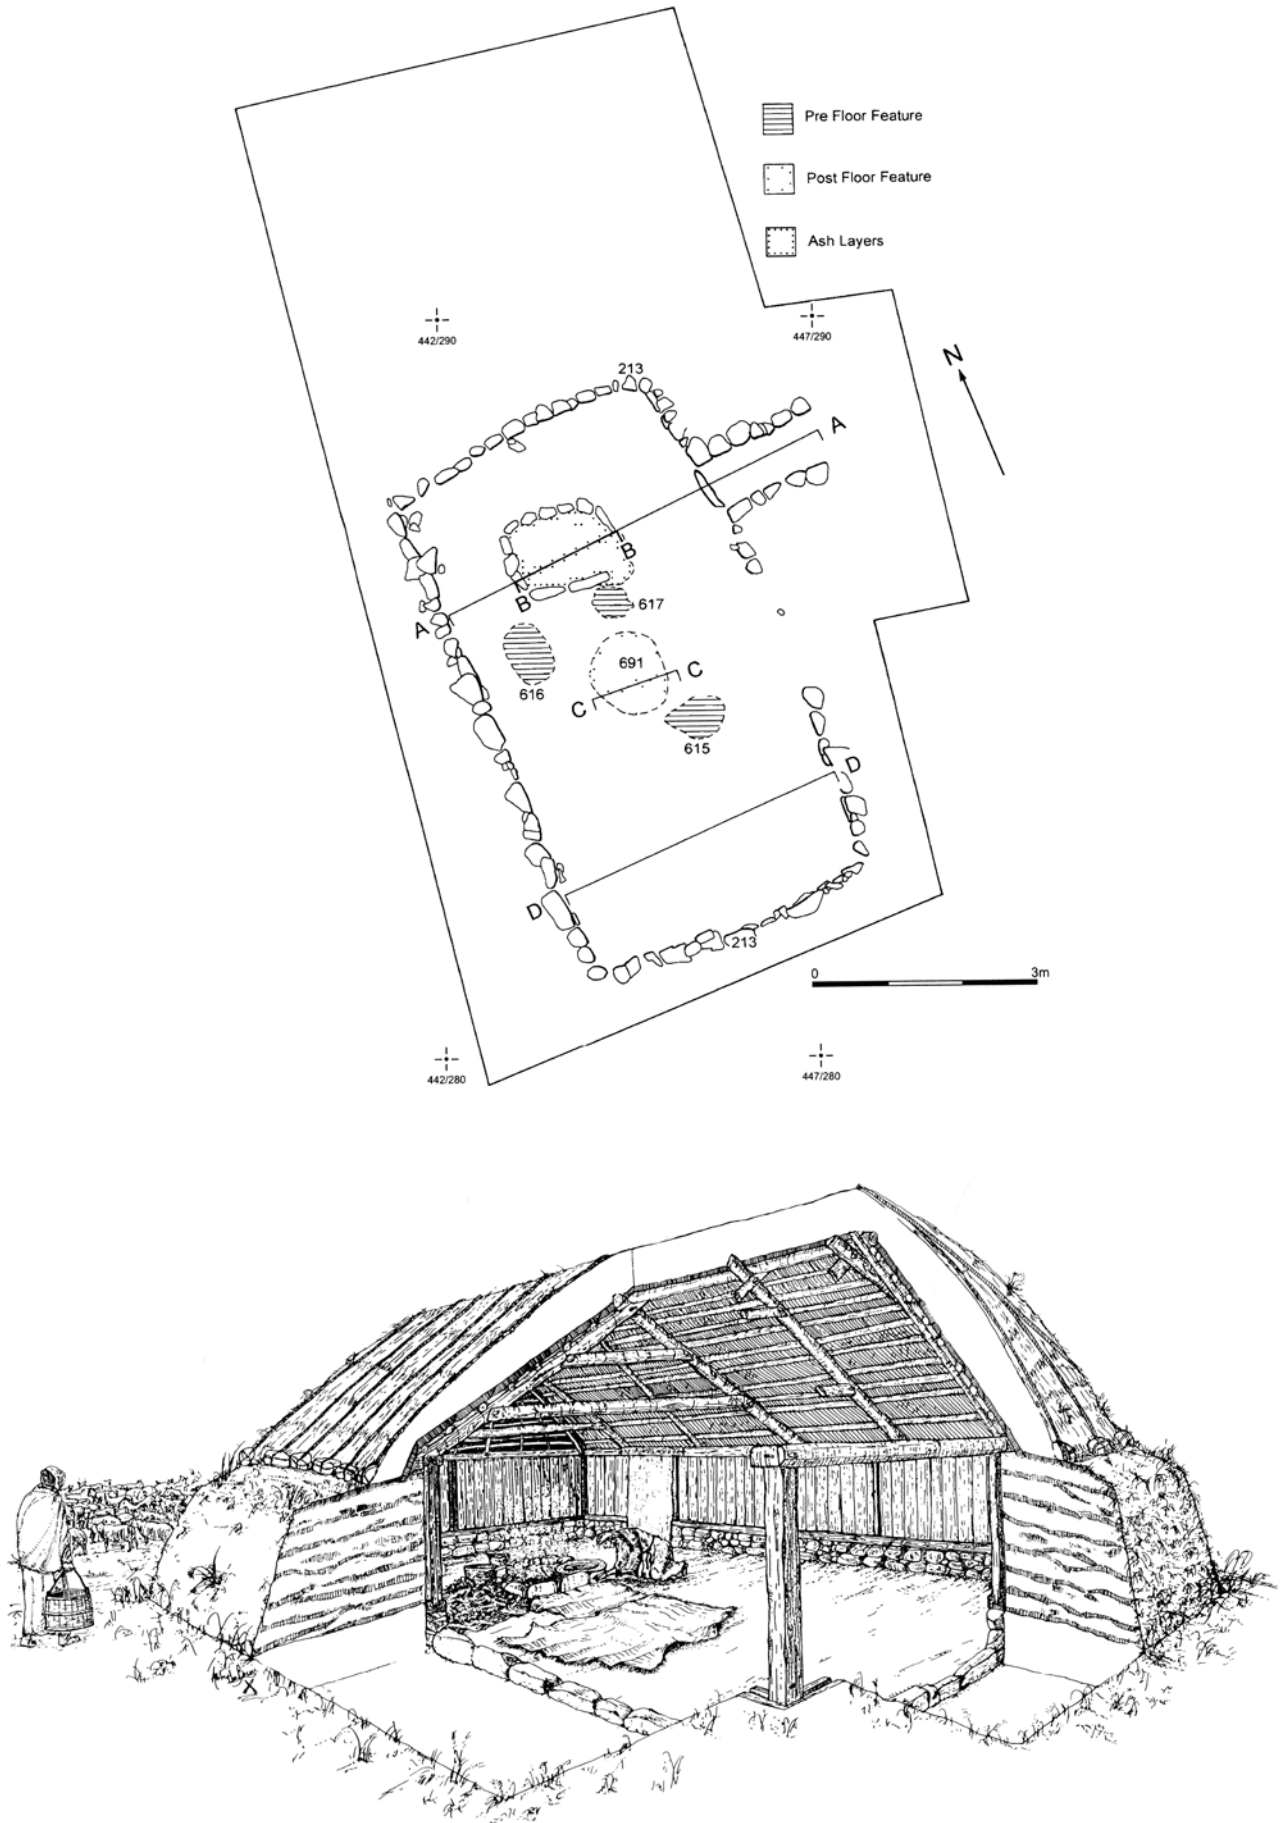 Pre Floor Feature
Post Floor Feature
Ash Layers
442/290
447/290
N
213
A
B
B
617
A
691
C
616
C
615
D
D
213
0 3m
442/280
447/280